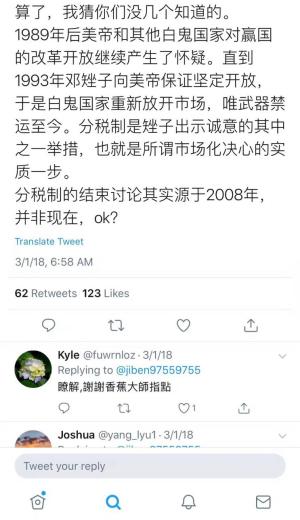 算了，我猜你们没几个知道的。
1989年后美帝和其他白鬼国家对赢国
的改革开放继续产生了怀疑。直到
1993年邓矬子向美帝保证坚定开放，
于是白鬼国家重新放开市场，唯武器禁
运至今。分税制是矬子出示诚意的其中
之一举措，也就是所谓市场化决心的实
质一步。
分税制的结束讨论其实源于2008年，
并非现在，ok?
Translate Tweet
3/1/18, 6:58 AM
62 Retweets 123 Likes
Kyle @fuwrnloz · 3/1/18
Replying to @jiben97559755
瞭解,謝謝香蕉大師指點
1
Joshua @yang_lyu1 · 3/1/18
Tweet your reply